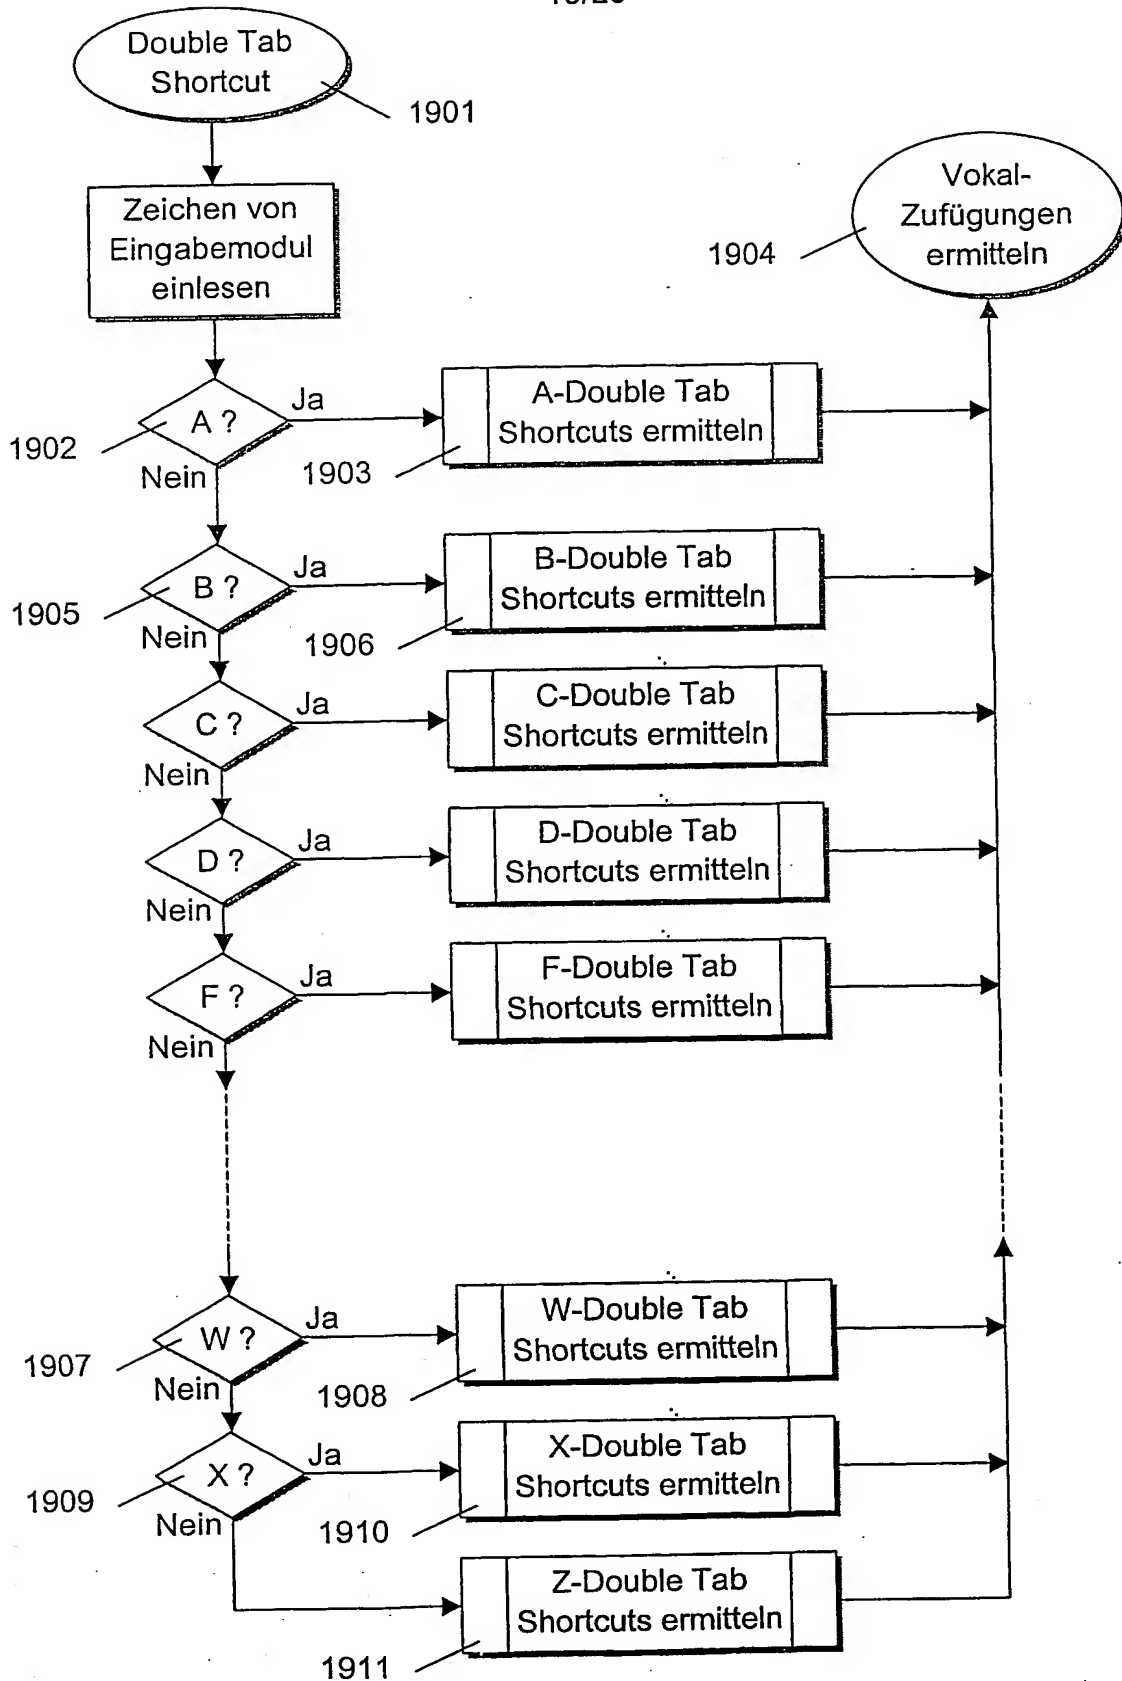 Double Tab
Shortcut
1901
Zeichen von
Eingabemodul
einlesen
Vokal-
Zufügungen
ermitteln
1904
A ?
Ja
Nein
1902
A-Double Tab
Shortcuts ermitteln
1903
B ?
Ja
Nein
1905
B-Double Tab
Shortcuts ermitteln
1906
C ?
Ja
Nein
C-Double Tab
Shortcuts ermitteln
D ?
Ja
Nein
D-Double Tab
Shortcuts ermitteln
F ?
Ja
Nein
F-Double Tab
Shortcuts ermitteln
W ?
Ja
Nein
1907
W-Double Tab
Shortcuts ermitteln
1908
X ?
Ja
Nein
1909
X-Double Tab
Shortcuts ermitteln
1910
Z-Double Tab
Shortcuts ermitteln
1911